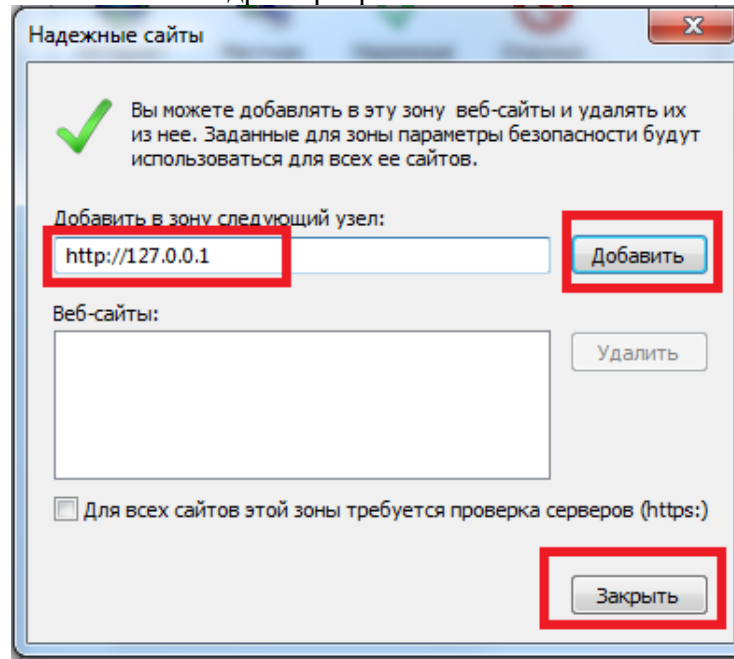 Надежные сайты
Вы можете добавлять в эту зону веб-сайты и удалять их
из нее. Заданные для зоны параметры безопасности будут
использоваться для всех ее сайтов.
Добавить в зону следующий узел:
http://127.0.0.1
Добавить
Веб-сайты:
Удалить
Для всех сайтов этой зоны требуется проверка серверов (https:)
Закрыть